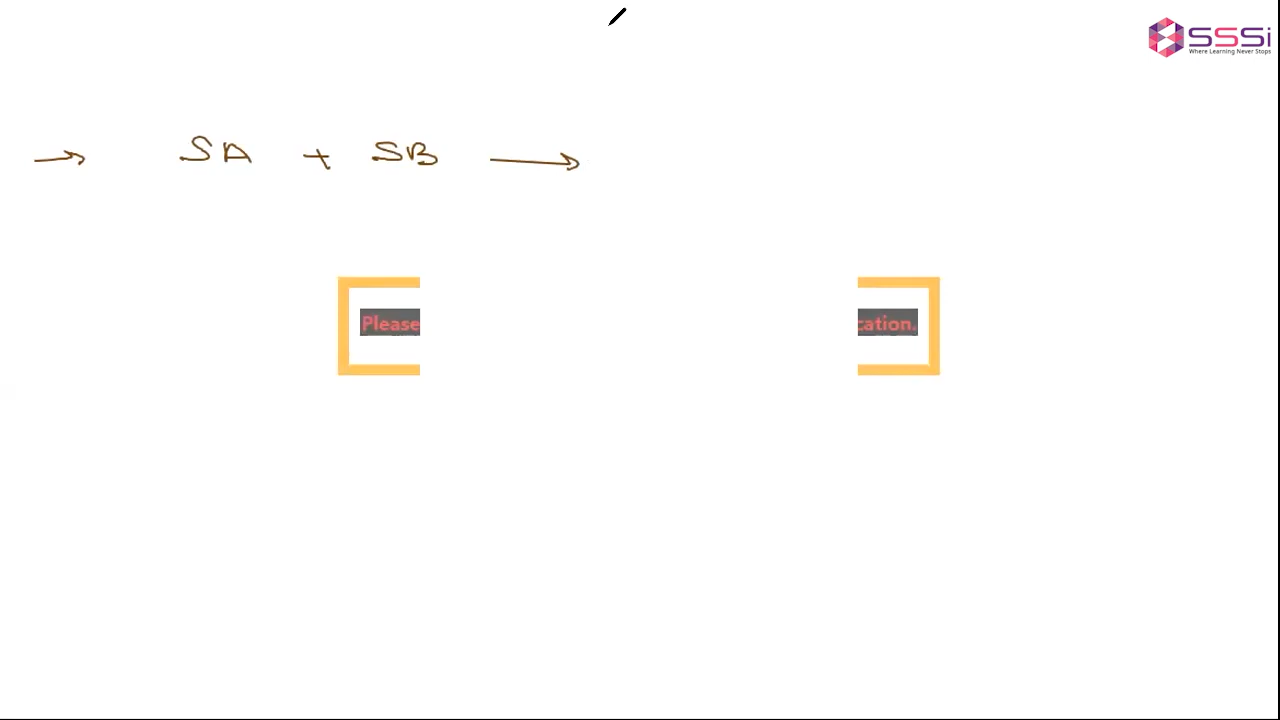 SSSi
Where Learning Never Stops
→ SA + SB →
Please
cation.